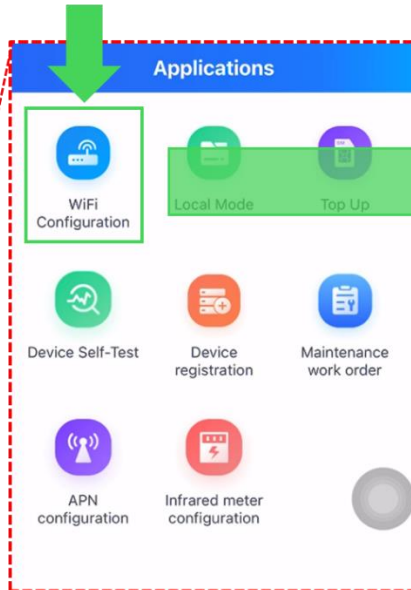 Applications
WiFi
Configuration
Local Mode
Top Up
Device Self-Test
Device
registration
Maintenance
work order
APN
configuration
Infrared meter
configuration